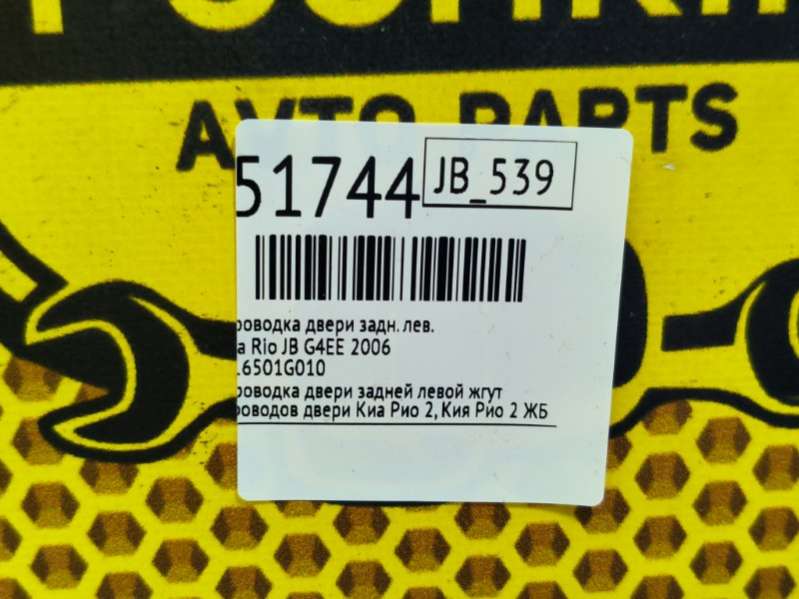 AVTO PARTS
51744
JB_539
роводка двери задн. лев.
a Rio JB G4EE 2006
16501G010
роводка двери задней левой жгут
роводов двери Киа Рио 2, Кия Рио 2 ЖБ